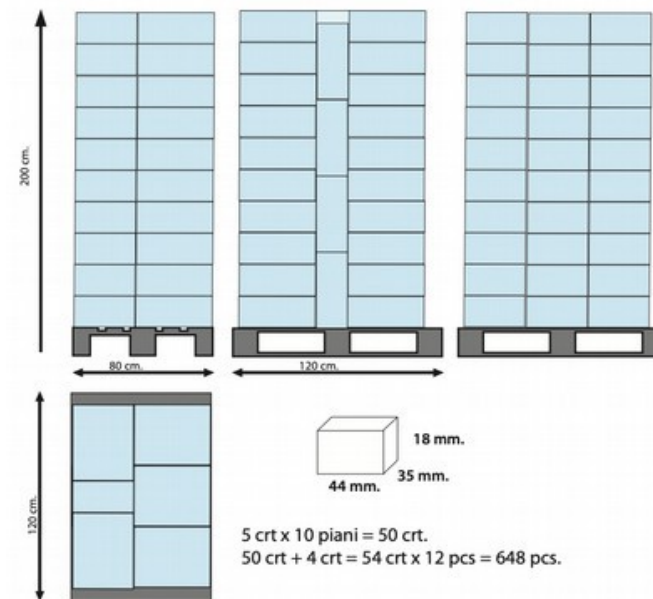 200 cm.
80 cm.
120 cm.
120 cm.
18 mm.
35 mm.
44 mm.
5 crt x 10 piani = 50 crt.
50 crt + 4 crt = 54 crt x 12 pcs = 648 pcs.